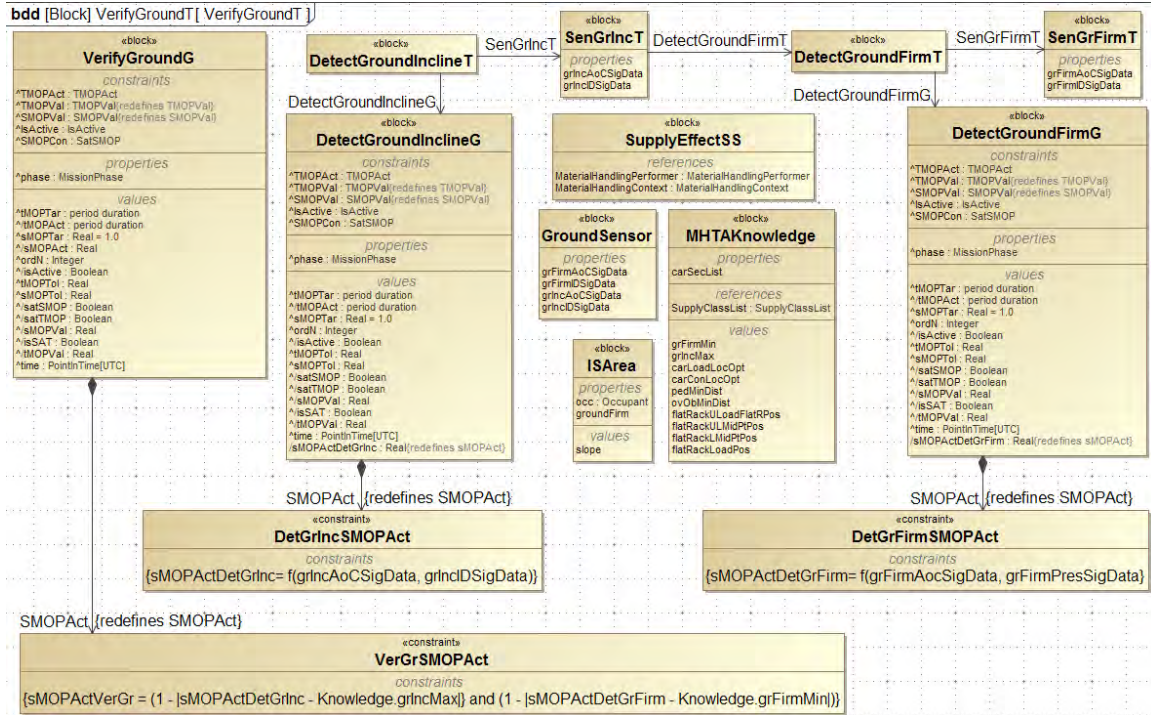 bdd [Block] VerifyGroundT[ VerifyGroundT ]
«block»
VerifyGroundG
constraints
^TMOPAct : TMOPAct
^TMOPVal : TMOPVal{redefines TMOPVal}
^SMOPVal : SMOPVal{redefines SMOPVal}
^IsActive : IsActive
^SMOPCon : SatSMOP
properties
^phase : MissionPhase
values
^tMOPTar : period duration
^/tMOPAct : period duration
^sMOPTar : Real = 1.0
^/sMOPAct : Real
^ordN : Integer
^/isActive : Boolean
^tMOPTol : Real
^sMOPTol : Real
^/satSMOP : Boolean
^/satTMOP : Boolean
^/sMOPVal : Real
^/isSAT : Boolean
^/tMOPVal : Real
^time : PointInTime[UTC]
«block»
DetectGroundInclineT
SenGrIncT
«block»
SenGrIncT
properties
grIncAoCSigData
grIncIDSigData
DetectGroundFirmT
«block»
DetectGroundFirmT
SenGrFirmT
«block»
SenGrFirmT
properties
grFirmAoCSigData
grFirmIDSigData
DetectGroundInclineG
«block»
DetectGroundInclineG
constraints
^TMOPAct : TMOPAct
^TMOPVal : TMOPVal{redefines TMOPVal}
^SMOPVal : SMOPVal{redefines SMOPVal}
^IsActive : IsActive
^SMOPCon : SatSMOP
properties
^phase : MissionPhase
values
^tMOPTar : period duration
^/tMOPAct : period duration
^sMOPTar : Real = 1.0
^ordN : Integer
^/isActive : Boolean
^tMOPTol : Real
^sMOPTol : Real
^/satSMOP : Boolean
^/satTMOP : Boolean
^/sMOPVal : Real
^/isSAT : Boolean
^/tMOPVal : Real
^time : PointInTime[UTC]
/sMOPActDetGrInc : Real{redefines sMOPAct}
«block»
SupplyEffectSS
references
MaterialHandlingPerformer : MaterialHandlingPerformer
MaterialHandlingContext : MaterialHandlingContext
«block»
GroundSensor
properties
grFirmAoCSigData
grFirmIDSigData
grIncAoCSigData
grIncIDSigData
«block»
MHTAKnowledge
properties
carSecList
references
SupplyClassList : SupplyClassList
values
grFirmMin
grIncMax
carLoadLocOpt
carConLocOpt
pedMinDist
ovObMinDist
flatRackULoadFlatRPos
flatRackULMidPtPos
flatRackLMidPtPos
flatRackLoadPos
«block»
ISArea
properties
occ : Occupant
groundFirm
values
slope
DetectGroundFirmG
«block»
DetectGroundFirmG
constraints
^TMOPAct : TMOPAct
^TMOPVal : TMOPVal{redefines TMOPVal}
^SMOPVal : SMOPVal{redefines SMOPVal}
^IsActive : IsActive
^SMOPCon : SatSMOP
properties
^phase : MissionPhase
values
^tMOPTar : period duration
^/tMOPAct : period duration
^sMOPTar : Real = 1.0
^ordN : Integer
^/isActive : Boolean
^tMOPTol : Real
^sMOPTol : Real
^/satSMOP : Boolean
^/satTMOP : Boolean
^/sMOPVal : Real
^/isSAT : Boolean
^/tMOPVal : Real
^time : PointInTime[UTC]
/sMOPActDetGrFirm : Real{redefines sMOPAct}
SMOPAct {redefines SMOPAct}
«constraint»
DetGrIncSMOPAct
constraints
{sMOPActDetGrInc= f(grIncAoCSigData, grIncIDSigData)}
SMOPAct {redefines SMOPAct}
«constraint»
DetGrFirmSMOPAct
constraints
{sMOPActDetGrFirm= f(grFirmAocSigData, grFirmPresSigData}
SMOPAct {redefines SMOPAct}
«constraint»
VerGrSMOPAct
constraints
{sMOPActVerGr = (1 - |sMOPActDetGrInc - Knowledge.grIncMax|} and (1 - |sMOPActDetGrFirm - Knowledge.grFirmMin|)}